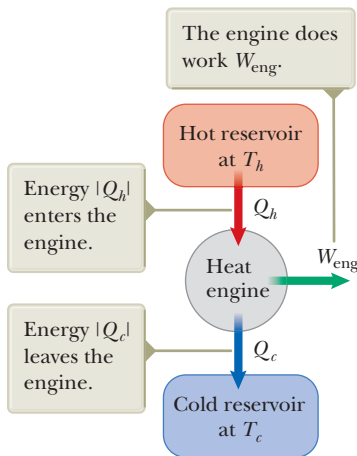 The engine does
work W_eng.
Hot reservoir
at T_h
Energy |Q_h|
enters the
engine.
Q_h
W_eng
Heat
engine
Energy |Q_c|
leaves the
engine.
Q_c
Cold reservoir
at T_c